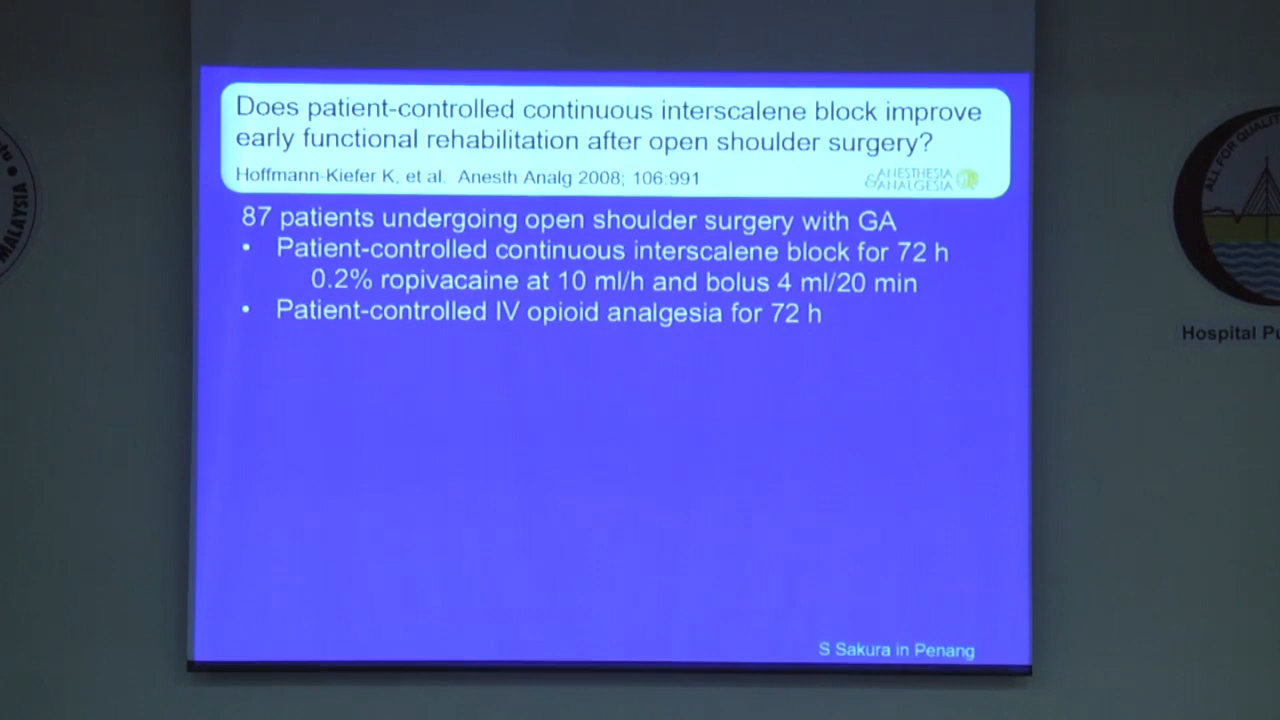 Does patient-controlled continuous interscalene block improve
early functional rehabilitation after open shoulder surgery?
Hoffmann-Kiefer K, et al. Anesth Analg 2008; 106:991
ANESTHESIA
& ANALGESIA
87 patients undergoing open shoulder surgery with GA
• Patient-controlled continuous interscalene block for 72 h
0.2% ropivacaine at 10 ml/h and bolus 4 ml/20 min
• Patient-controlled IV opioid analgesia for 72 h
S Sakura in Penang
MALAYSIA
ALL FOR QUALIT
Hospital Pu